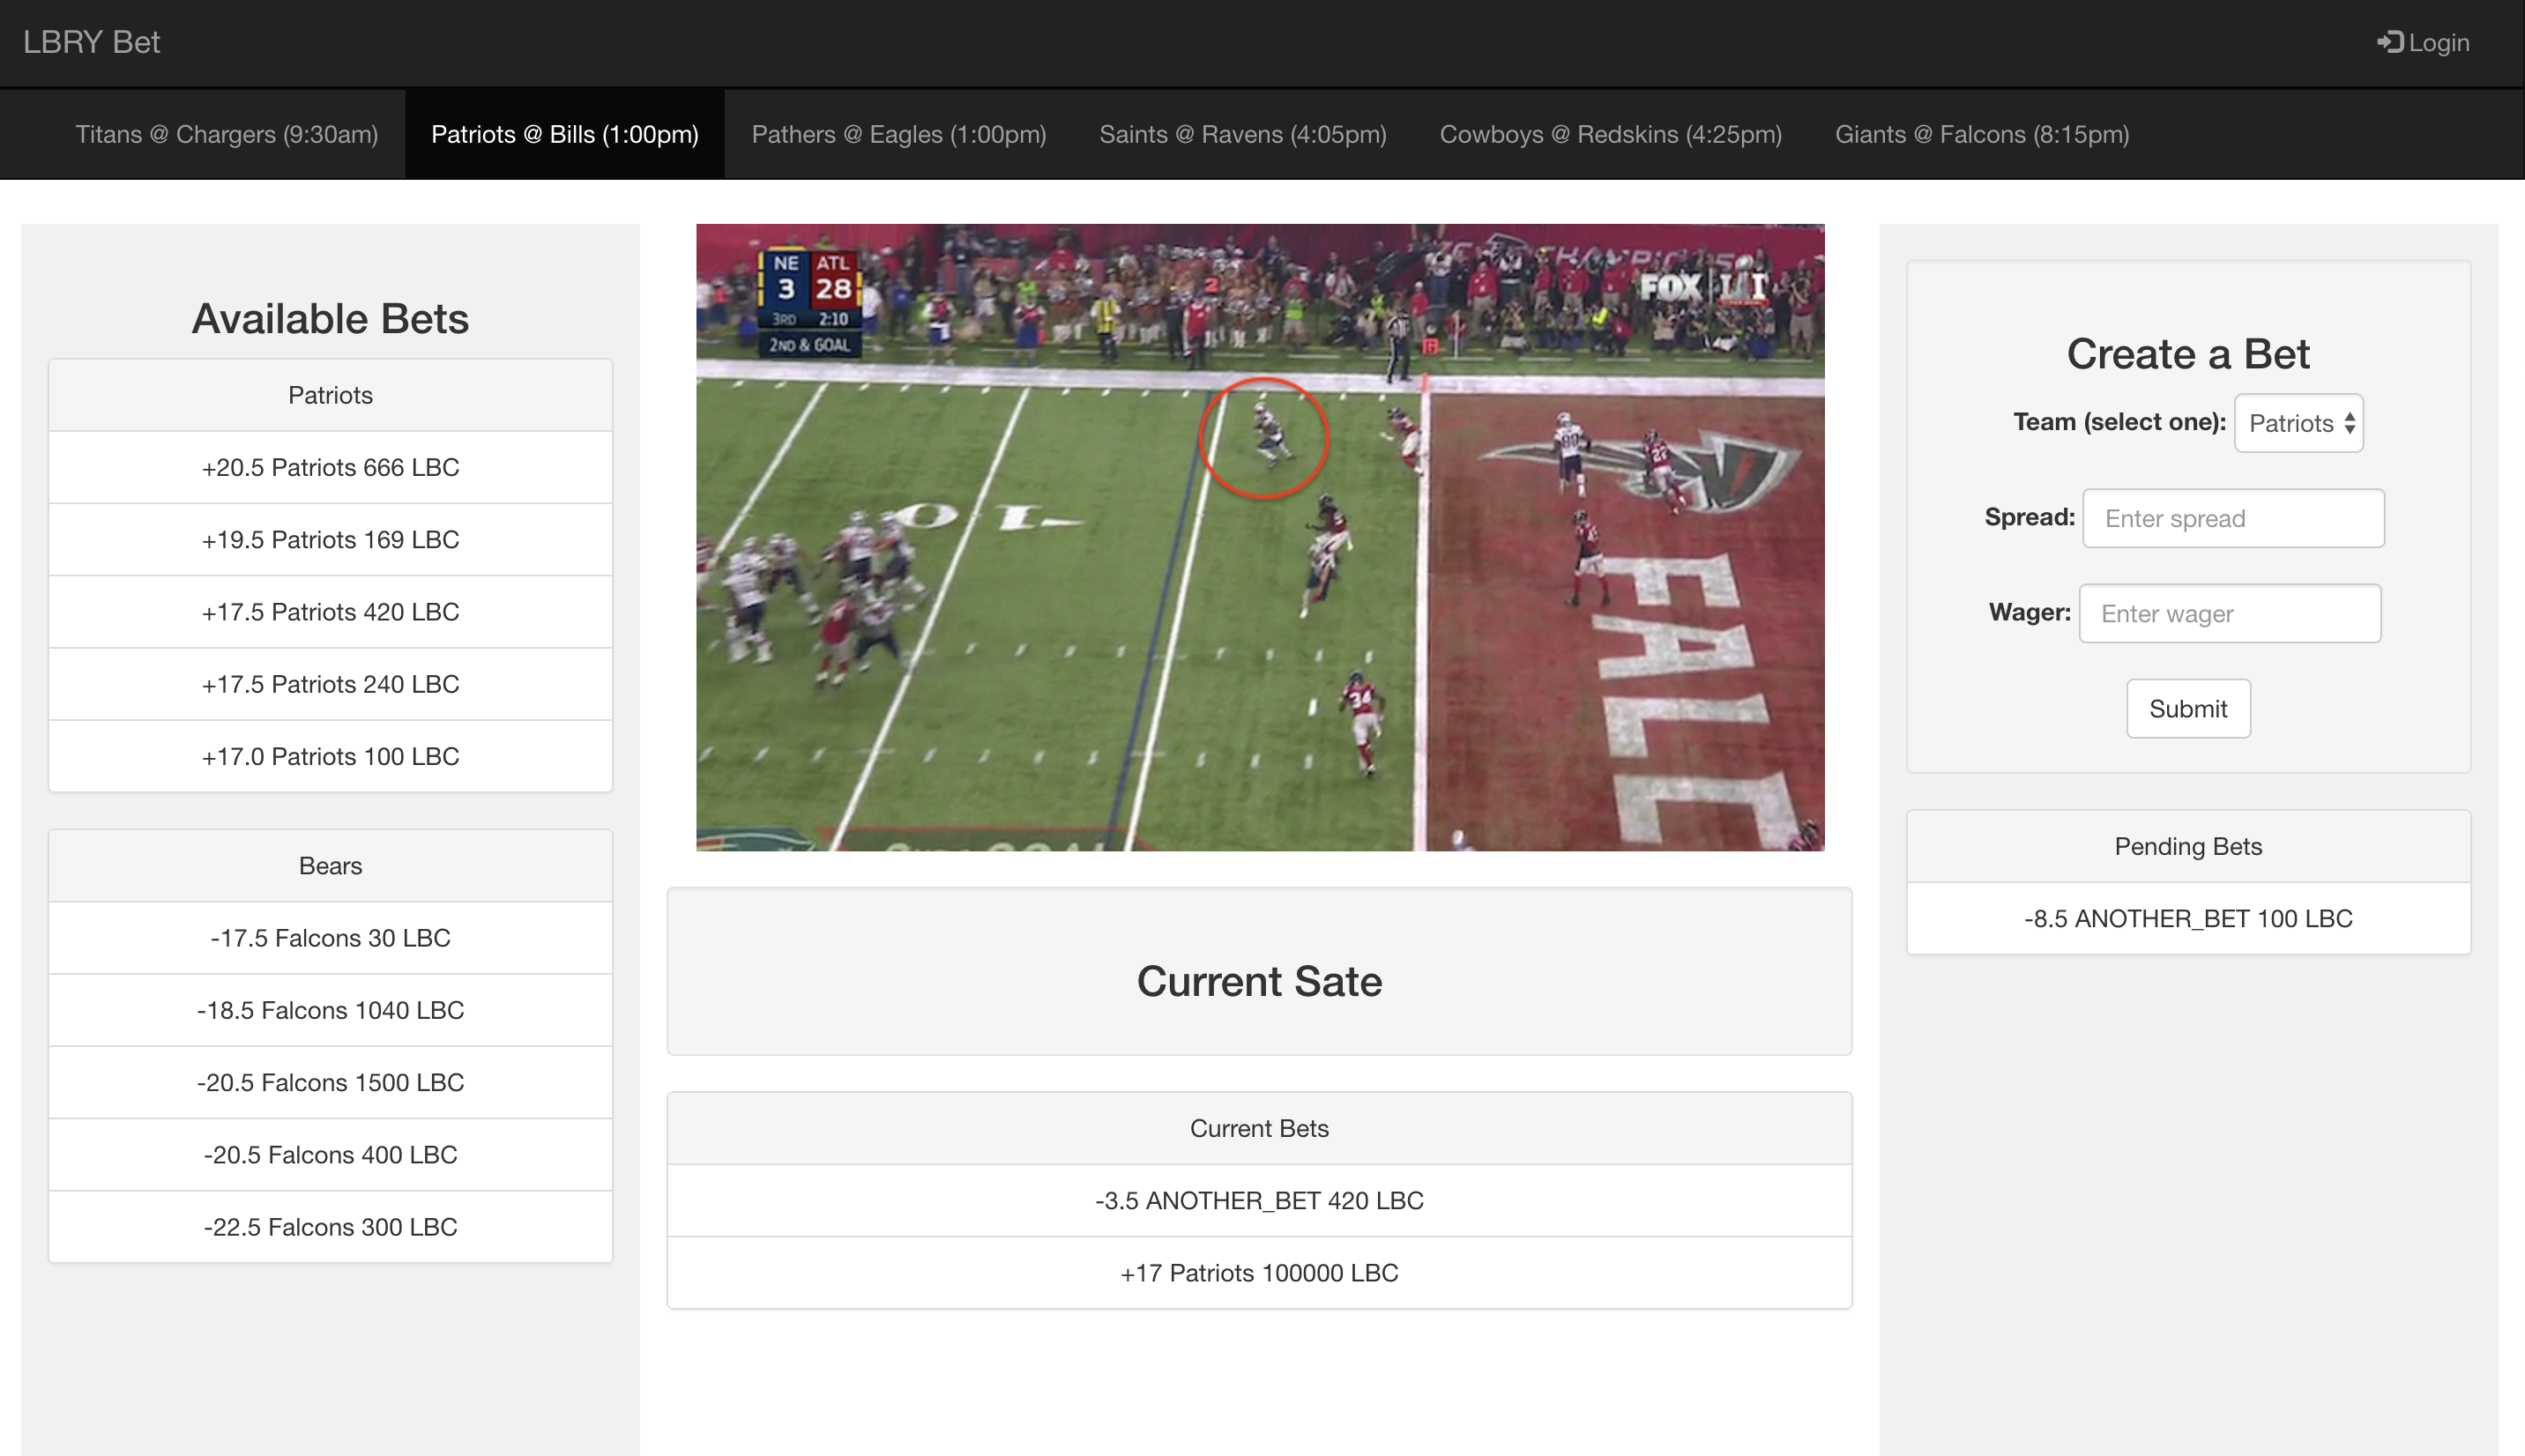 LBRY Bet
Login
Titans @ Chargers (9:30am)
Patriots @ Bills (1:00pm)
Pathers @ Eagles (1:00pm)
Saints @ Ravens (4:05pm)
Cowboys @ Redskins (4:25pm)
Giants @ Falcons (8:15pm)
Available Bets
Patriots
+20.5 Patriots 666 LBC
+19.5 Patriots 169 LBC
+17.5 Patriots 420 LBC
+17.5 Patriots 240 LBC
+17.0 Patriots 100 LBC
Bears
-17.5 Falcons 30 LBC
-18.5 Falcons 1040 LBC
-20.5 Falcons 1500 LBC
-20.5 Falcons 400 LBC
-22.5 Falcons 300 LBC
NE ATL
3 28
3RD 2:10
2ND & GOAL
FOX LI
10
FALC
34
Current Sate
Current Bets
-3.5 ANOTHER_BET 420 LBC
+17 Patriots 100000 LBC
Create a Bet
Team (select one): Patriots
Spread: Enter spread
Wager: Enter wager
Submit
Pending Bets
-8.5 ANOTHER_BET 100 LBC